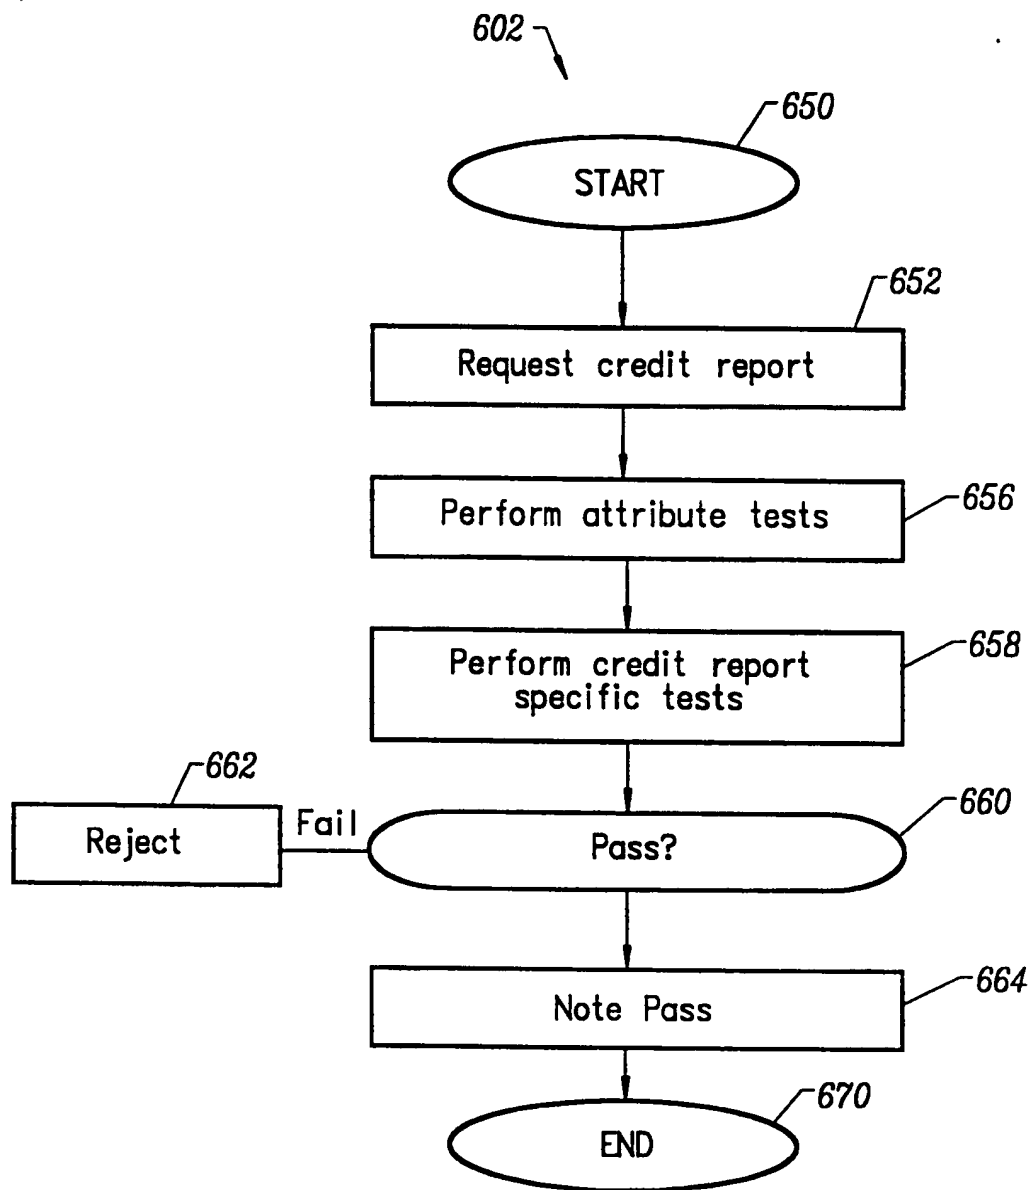 602
650
START
652
Request credit report
656
Perform attribute tests
658
Perform credit report
specific tests
662
Reject
Fail
660
Pass?
664
Note Pass
670
END